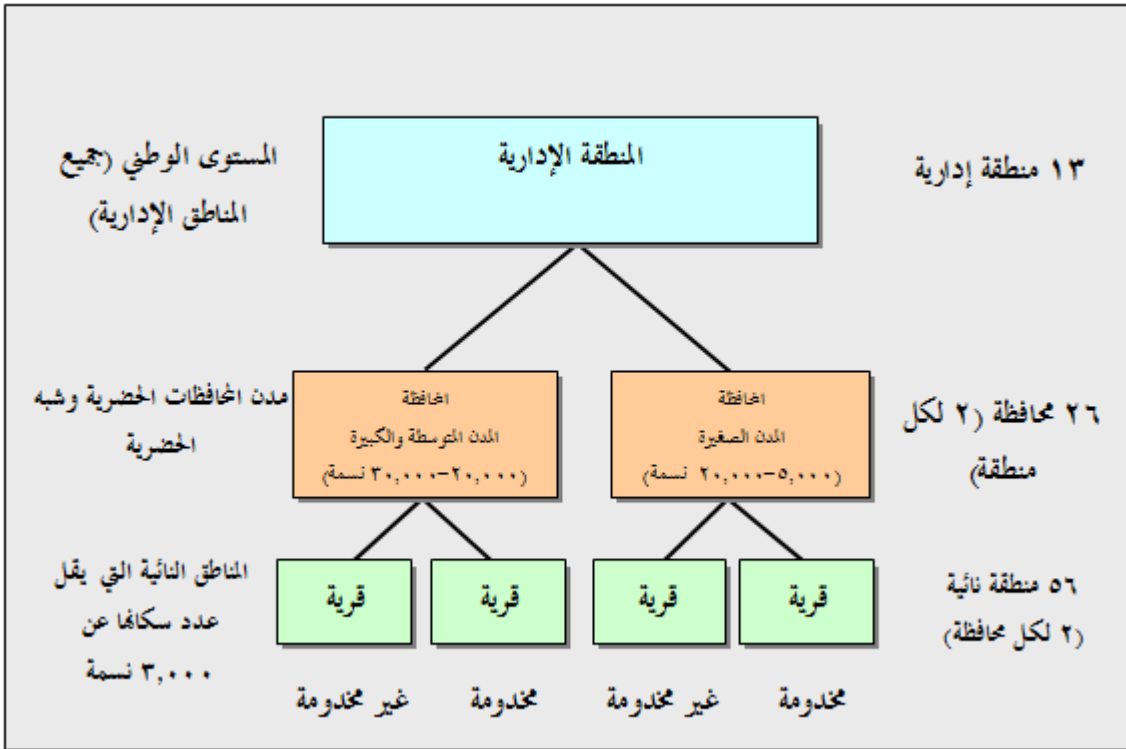 ١٣ منطقة إدارية
المنطقة الإدارية
المستوى الوطني (جميع
المناطق الإدارية)
٢٦ محافظة (٢ لكل
منطقة)
المحافظة
المدن الصغيرة
(٥,٠٠٠–٢٠,٠٠٠ نسمة)
المحافظة
المدن المتوسطة والكبيرة
(٢٠,٠٠٠–٣٠,٠٠٠ نسمة)
مدن المحافظات الحضرية وشبه
الحضرية
٥٦ منطقة نائية
(٢ لكل محافظة)
قرية
قرية
قرية
قرية
المناطق النائية التي يقل
عدد سكانها عن
٣,٠٠٠ نسمة
مخدومة
غير مخدومة
مخدومة
غير مخدومة